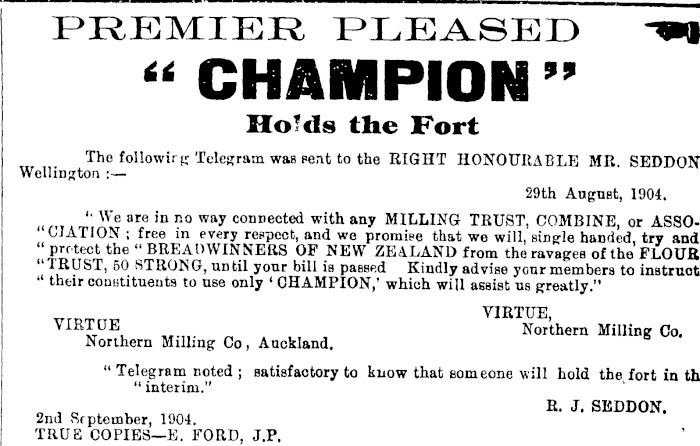 PREMIER PLEASED
“ CHAMPION ”
Holds the Fort
The following Telegram was sent to the RIGHT HONOURABLE MR. SEDDON
Wellington :—
29th August, 1904.
“ We are in no way connected with any MILLING TRUST, COMBINE, or ASSO-
“CIATION ; free in every respect, and we promise that we will, single handed, try and
“ protect the “ BREADWINNERS OF NEW ZEALAND from the ravages of the FLOUR
“TRUST, 50 STRONG, until your bill is passed Kindly advise your members to instruct
“ their constituents to use only ‘ CHAMPION,’ which will assist us greatly.”
VIRTUE,
Northern Milling Co.
VIRTUE
Northern Milling Co , Auckland.
“ Telegram noted ; satisfactory to know that someone will hold the fort in th
“ interim.”
R. J. SEDDON.
2nd September, 1904.
TRUE COPIES—E. FORD, J.P.